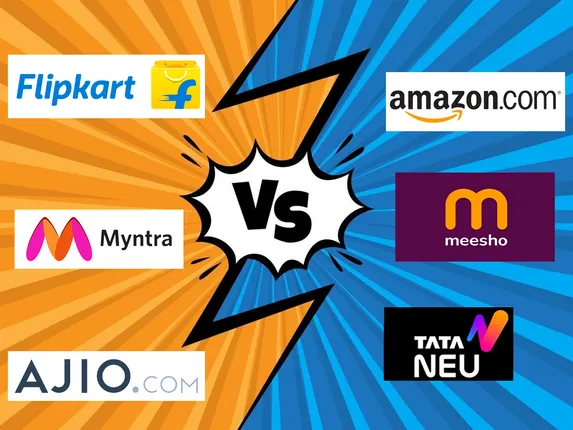 Flipkart
amazon.com
VS
Myntra
m
meesho
AJIO.COM
TATA
NEU